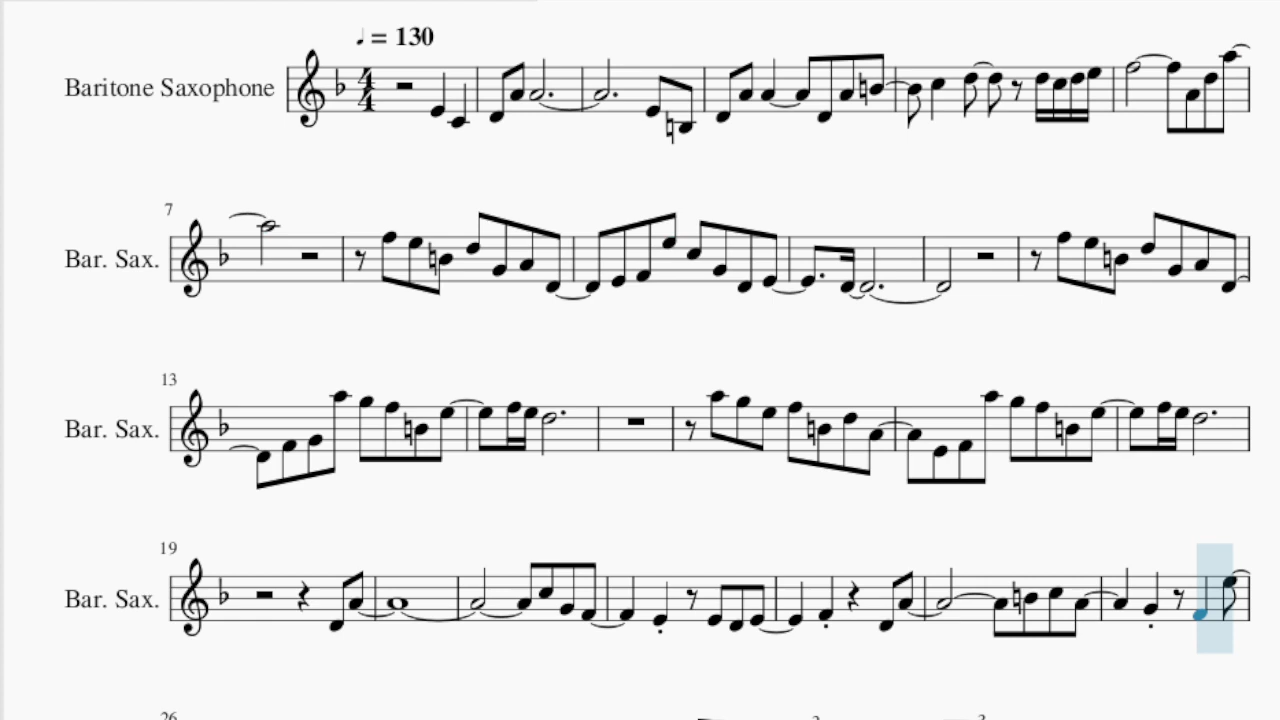 ♩ = 130
Baritone Saxophone
4
4
7
Bar. Sax.
13
Bar. Sax.
19
Bar. Sax.
26